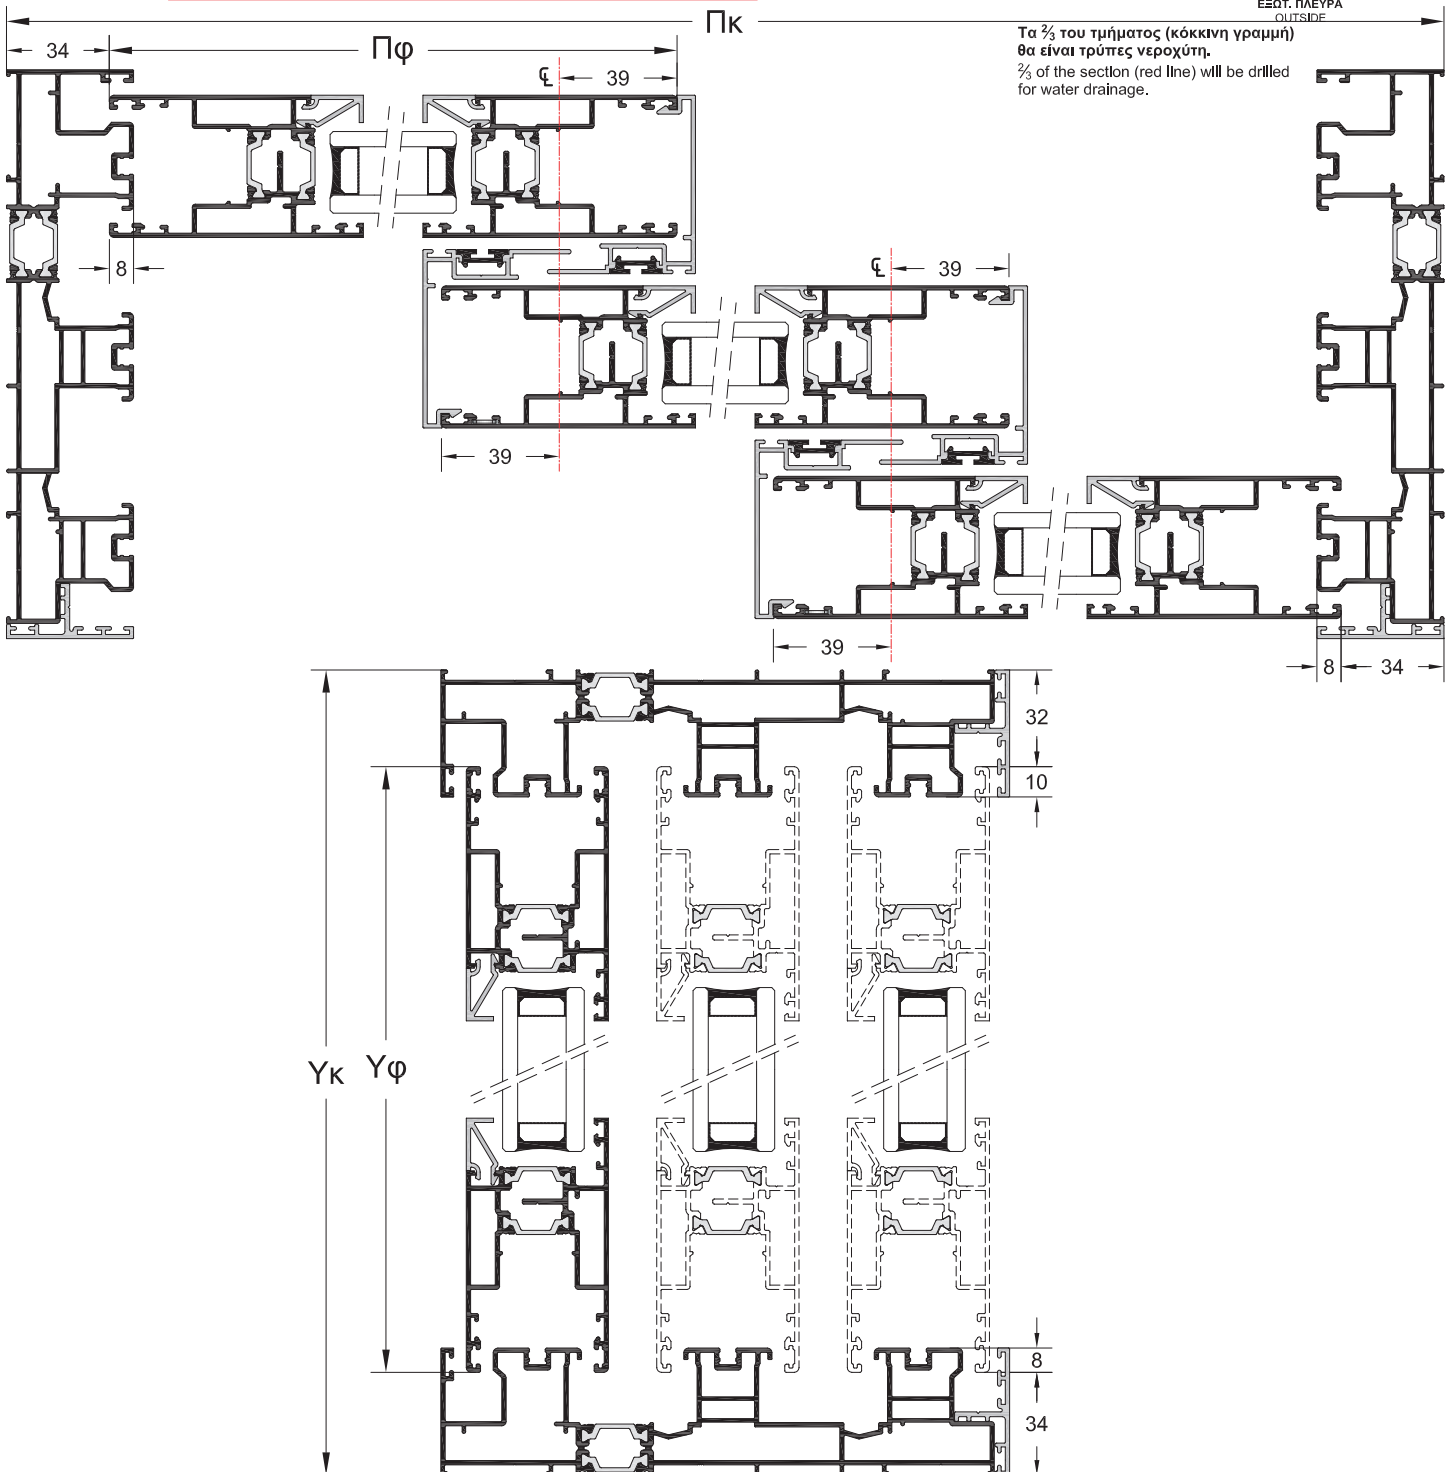 ΕΞΩΤ. ΠΛΕΥΡΑ
OUTSIDE
Πκ
Τα ⅔ του τμήματος (κόκκινη γραμμή)
θα είναι τρύπες νεροχύτη.
⅔ of the section (red line) will be drilled
for water drainage.
34
Πφ
℄ 39
8
℄ 39
39
39
8 34
32
10
Υκ Υφ
8
34